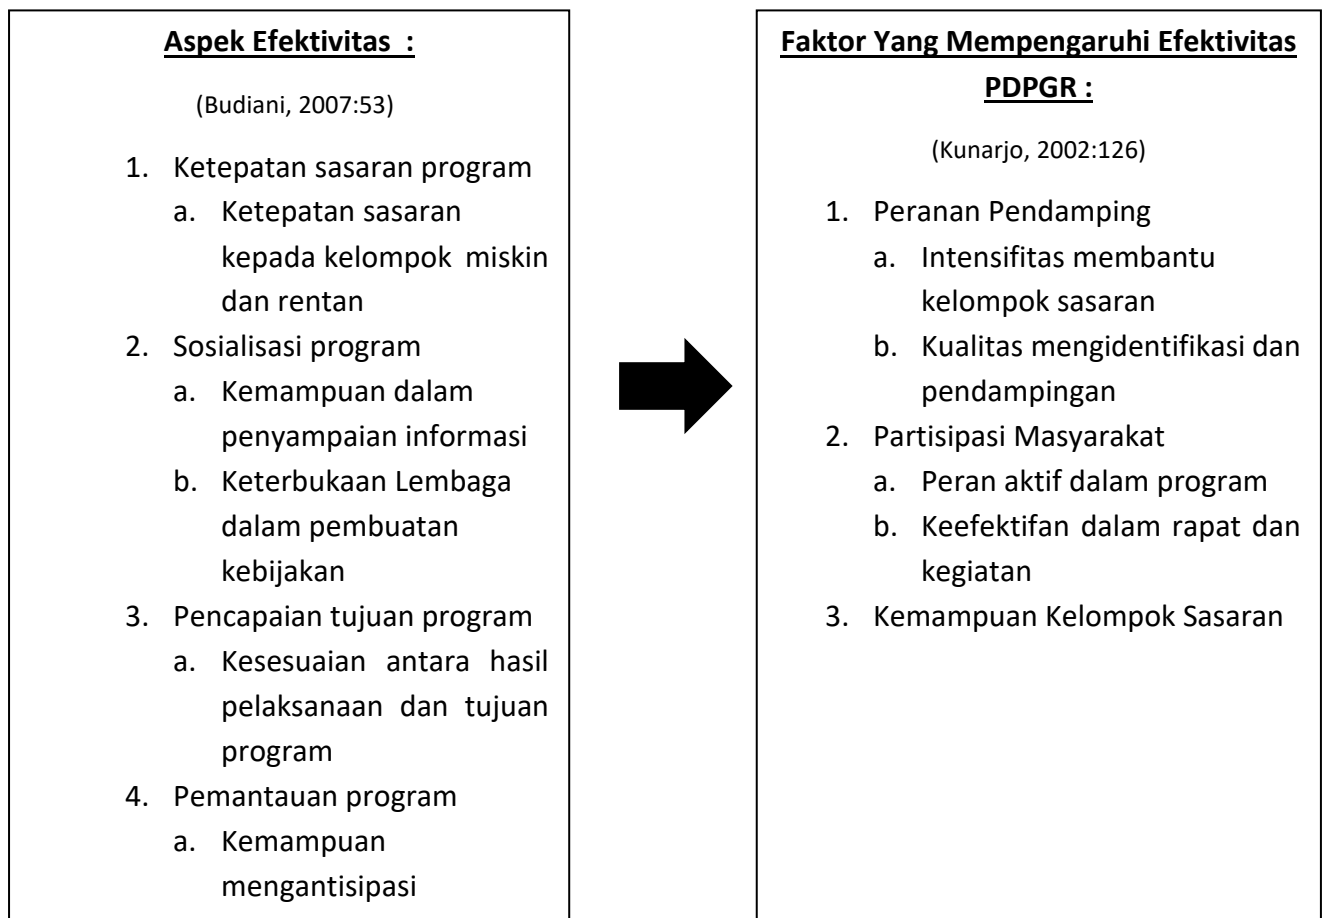 Aspek Efektivitas :
(Budiani, 2007:53)
1. Ketepatan sasaran program
a. Ketepatan sasaran
kepada kelompok miskin
dan rentan
2. Sosialisasi program
a. Kemampuan dalam
penyampaian informasi
b. Keterbukaan Lembaga
dalam pembuatan
kebijakan
3. Pencapaian tujuan program
a. Kesesuaian antara hasil
pelaksanaan dan tujuan
program
4. Pemantauan program
a. Kemampuan
mengantisipasi
Faktor Yang Mempengaruhi Efektivitas
PDPGR :
(Kunarjo, 2002:126)
1. Peranan Pendamping
a. Intensifitas membantu
kelompok sasaran
b. Kualitas mengidentifikasi dan
pendampingan
2. Partisipasi Masyarakat
a. Peran aktif dalam program
b. Keefektifan dalam rapat dan
kegiatan
3. Kemampuan Kelompok Sasaran